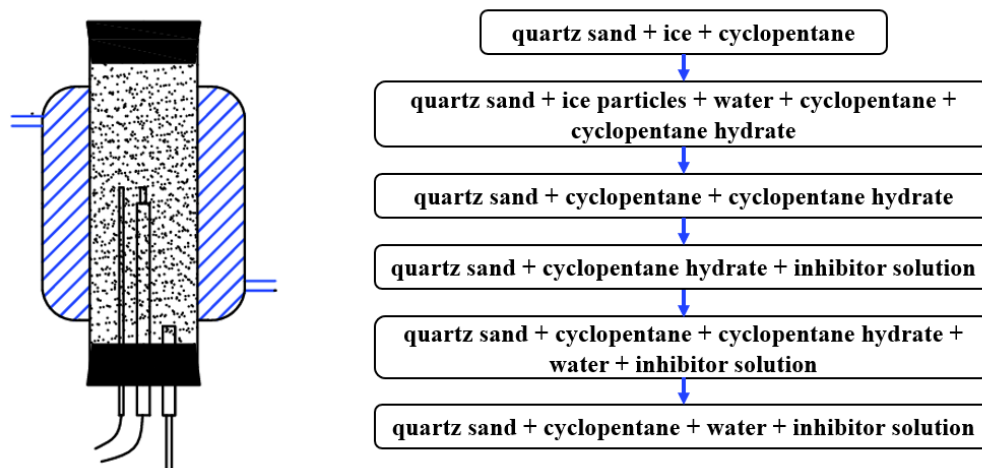 quartz sand + ice + cyclopentane
quartz sand + ice particles + water + cyclopentane +
cyclopentane hydrate
quartz sand + cyclopentane + cyclopentane hydrate
quartz sand + cyclopentane hydrate + inhibitor solution
quartz sand + cyclopentane + cyclopentane hydrate +
water + inhibitor solution
quartz sand + cyclopentane + water + inhibitor solution